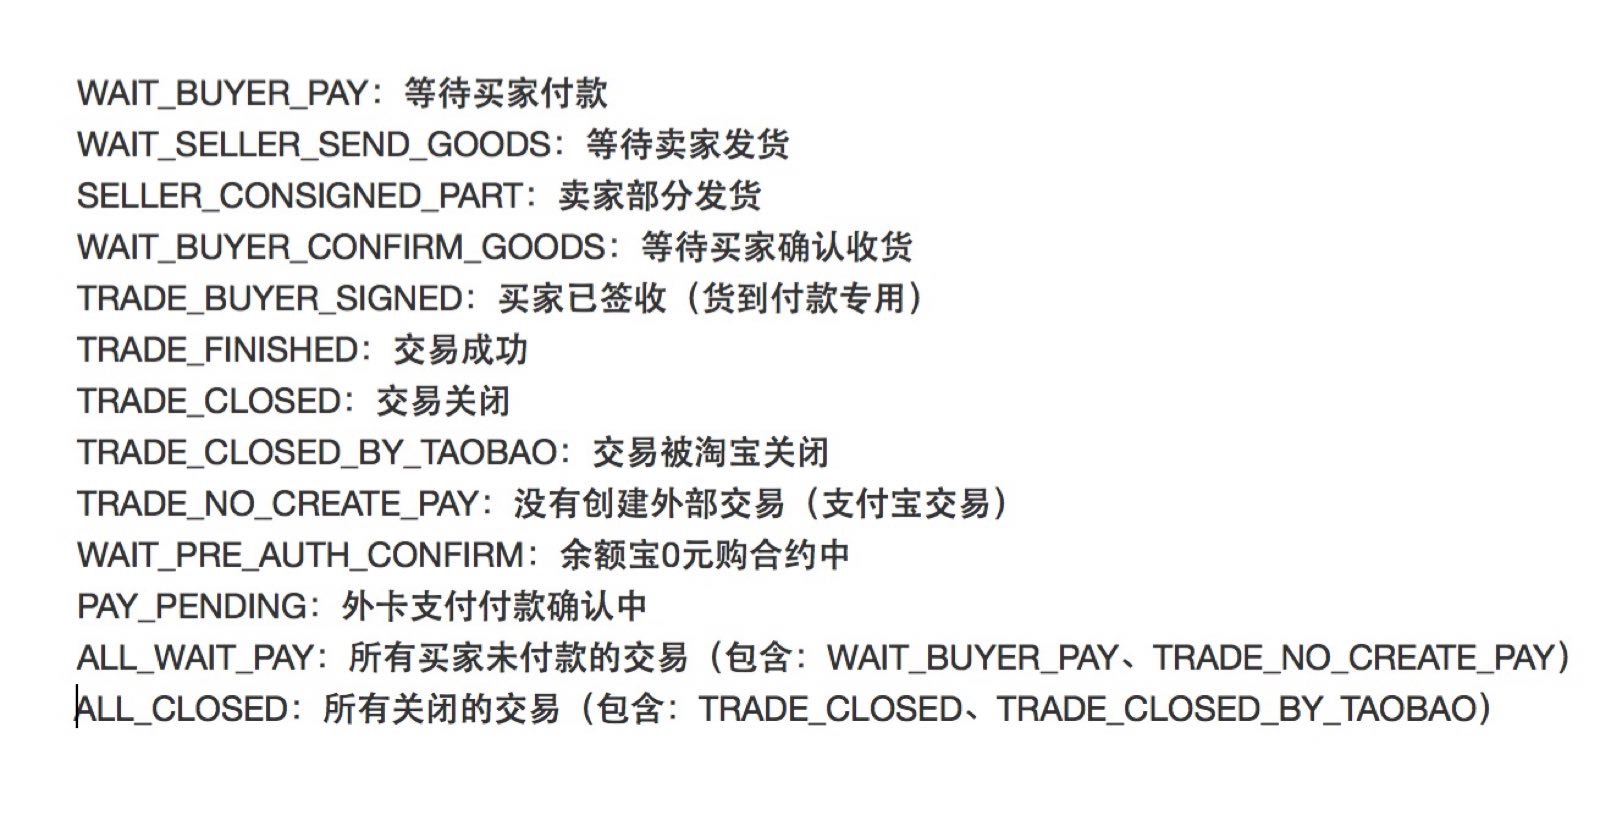 WAIT_BUYER_PAY：等待买家付款
WAIT_SELLER_SEND_GOODS：等待卖家发货
SELLER_CONSIGNED_PART：卖家部分发货
WAIT_BUYER_CONFIRM_GOODS：等待买家确认收货
TRADE_BUYER_SIGNED：买家已签收（货到付款专用）
TRADE_FINISHED：交易成功
TRADE_CLOSED：交易关闭
TRADE_CLOSED_BY_TAOBAO：交易被淘宝关闭
TRADE_NO_CREATE_PAY：没有创建外部交易（支付宝交易）
WAIT_PRE_AUTH_CONFIRM：余额宝0元购合约中
PAY_PENDING：外卡支付付款确认中
ALL_WAIT_PAY：所有买家未付款的交易（包含：WAIT_BUYER_PAY、TRADE_NO_CREATE_PAY）
ALL_CLOSED：所有关闭的交易（包含：TRADE_CLOSED、TRADE_CLOSED_BY_TAOBAO）